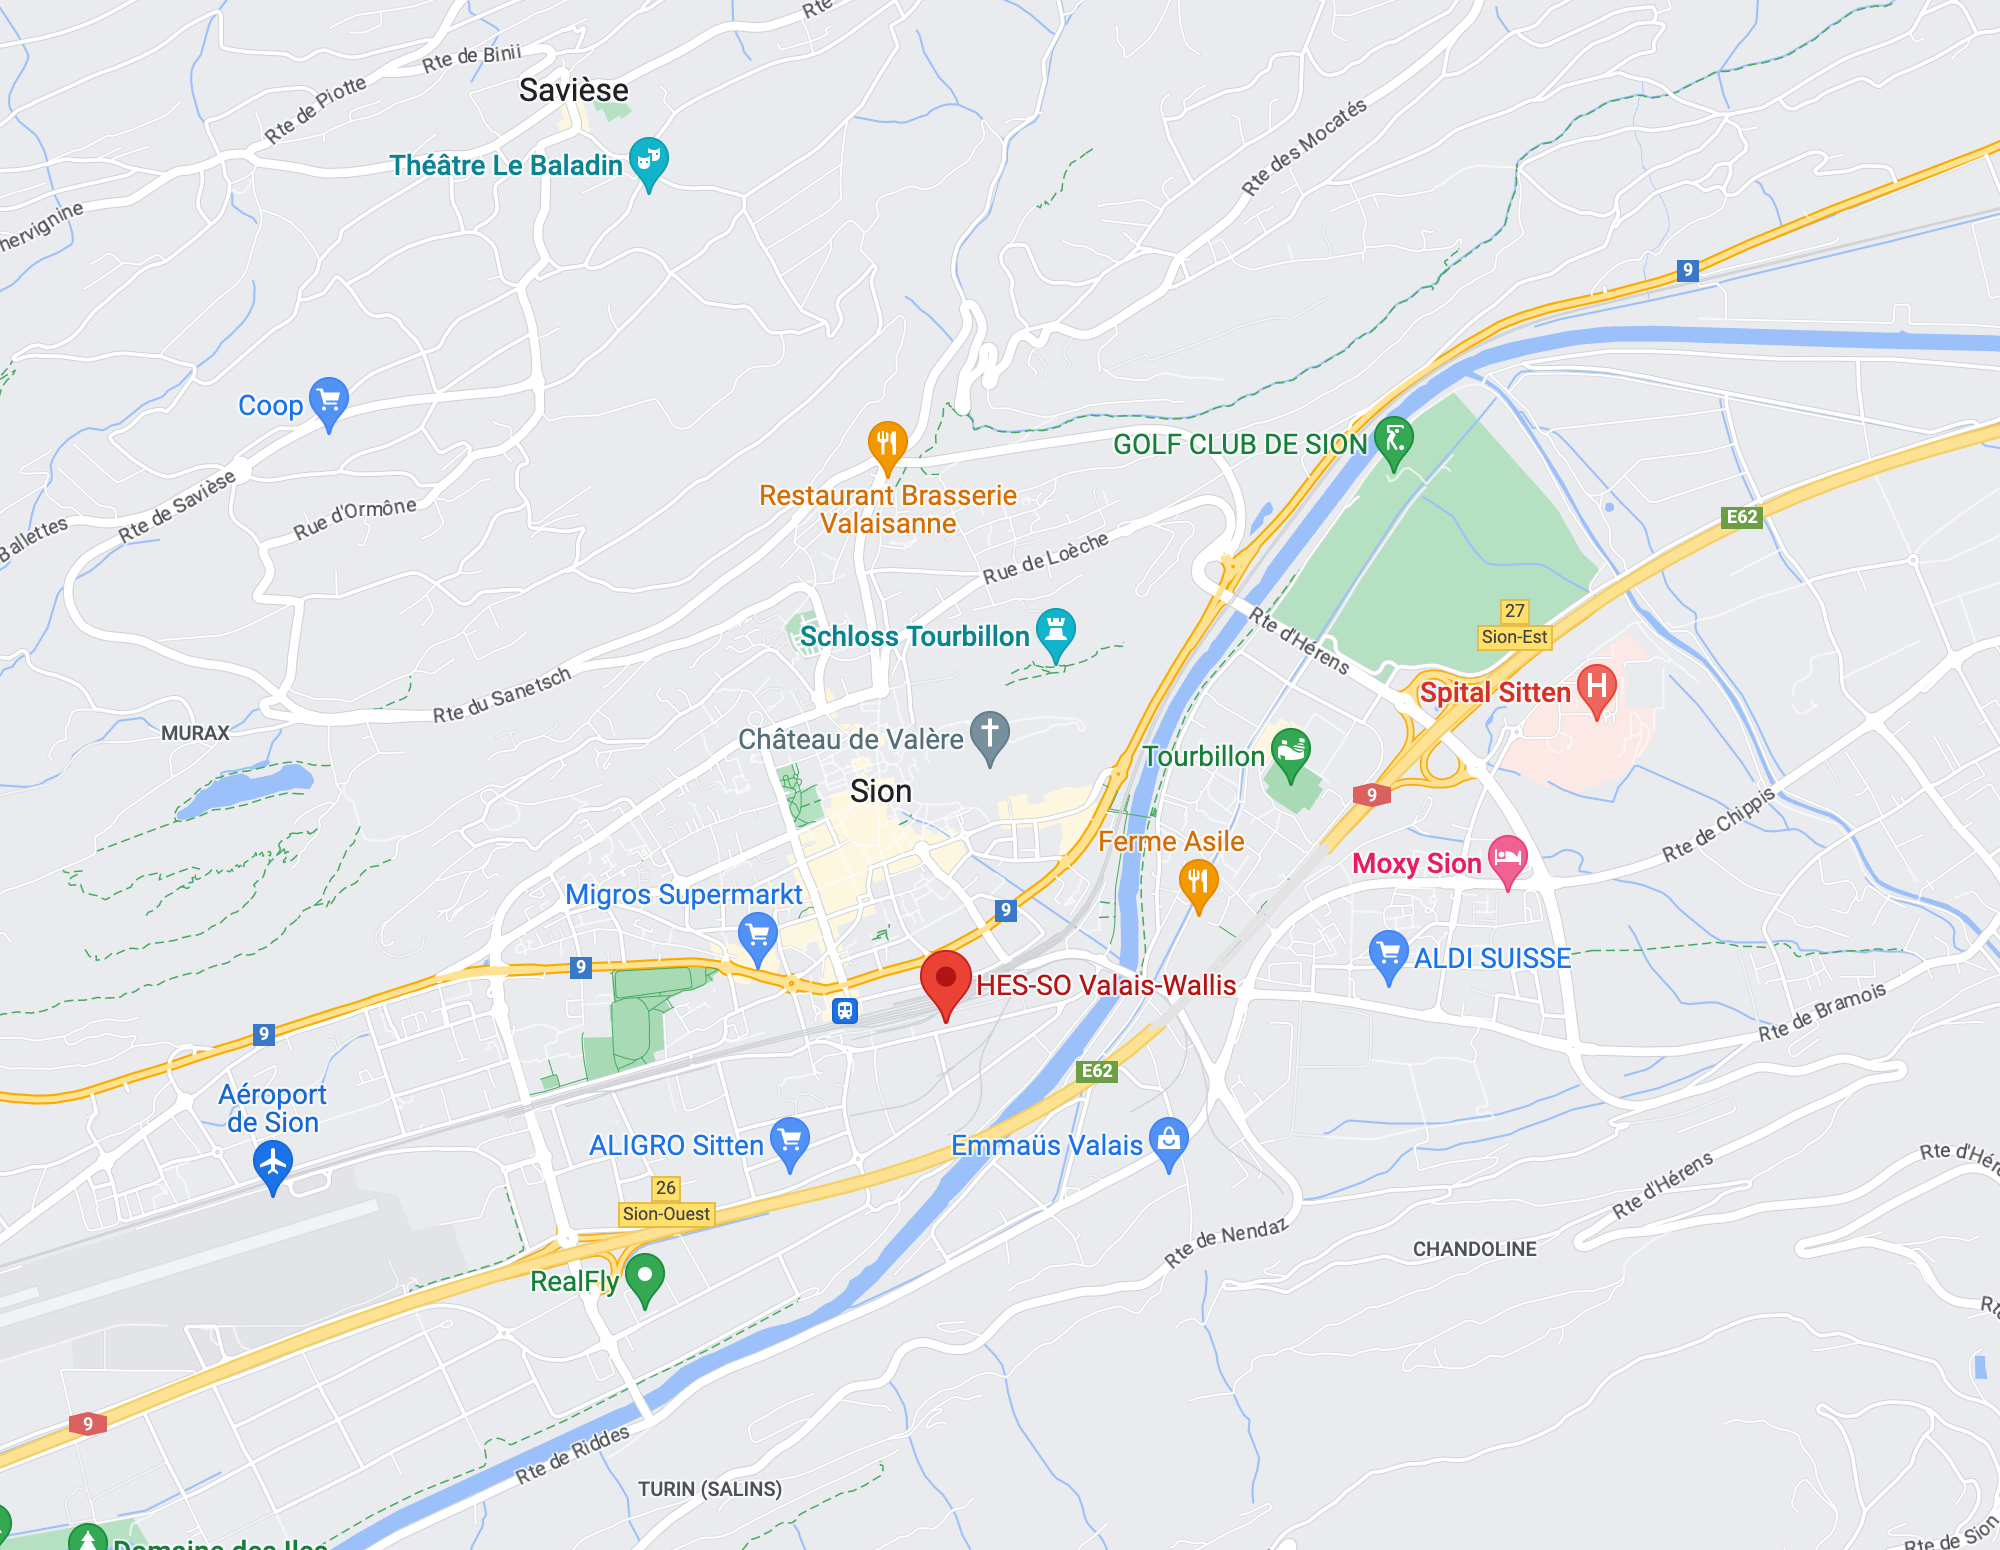 Rte
Rte de Binii
Savièse
Rte de Piotte
Rte des Mocatés
Théâtre Le Baladin
hervignine
9
Coop
GOLF CLUB DE SION
Rte de Savièse
Restaurant Brasserie
Valaisanne
Rue d'Ormône
E62
Ballettes
Rue de Loèche
27
Sion-Est
Schloss Tourbillon
Rte d'Hérens
Rte du Sanetsch
Spital Sitten
MURAX
Château de Valère
Tourbillon
Sion
9
Rte de Chippis
Ferme Asile
Moxy Sion
Migros Supermarkt
9
ALDI SUISSE
9
HES-SO Valais-Wallis
Rte de Bramois
9
E62
Aéroport
de Sion
ALIGRO Sitten
Emmaüs Valais
Rte d'Hér
Rte d'Hérens
26
Sion-Ouest
Rte de Nendaz
CHANDOLINE
RealFly
Rt
9
Rte de Riddes
TURIN (SALINS)
Rte de Sion
Domaine des Iles